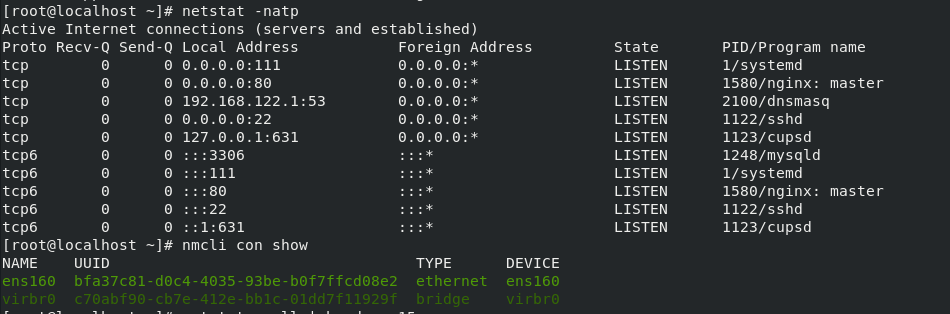 [root@localhost ~]# netstat -natp
Active Internet connections (servers and established)
Proto Recv-Q Send-Q Local Address           Foreign Address         State       PID/Program name
tcp        0      0 0.0.0.0:111             0.0.0.0:*               LISTEN      1/systemd
tcp        0      0 0.0.0.0:80              0.0.0.0:*               LISTEN      1580/nginx: master
tcp        0      0 192.168.122.1:53        0.0.0.0:*               LISTEN      2100/dnsmasq
tcp        0      0 0.0.0.0:22              0.0.0.0:*               LISTEN      1122/sshd
tcp        0      0 127.0.0.1:631           0.0.0.0:*               LISTEN      1123/cupsd
tcp6       0      0 :::3306                 :::*                    LISTEN      1248/mysqld
tcp6       0      0 :::111                  :::*                    LISTEN      1/systemd
tcp6       0      0 :::80                   :::*                    LISTEN      1580/nginx: master
tcp6       0      0 :::22                   :::*                    LISTEN      1122/sshd
tcp6       0      0 ::1:631                 :::*                    LISTEN      1123/cupsd
[root@localhost ~]# nmcli con show
NAME    UUID                                  TYPE      DEVICE
ens160  bfa37c81-d0c4-4035-93be-b0f7ffcd08e2  ethernet  ens160
virbr0  c70abf90-cb7e-412e-bb1c-01dd7f11929f  bridge    virbr0